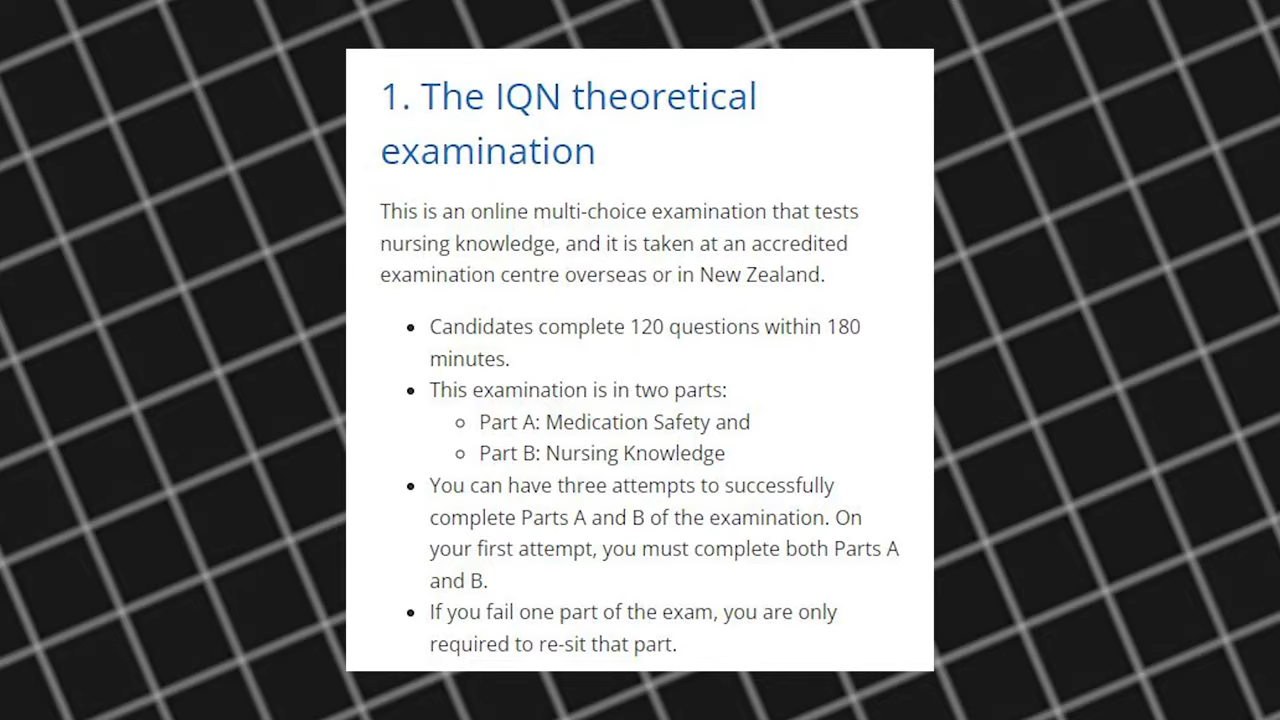 1. The IQN theoretical
examination
This is an online multi-choice examination that tests
nursing knowledge, and it is taken at an accredited
examination centre overseas or in New Zealand.
• Candidates complete 120 questions within 180
minutes.
• This examination is in two parts:
◦ Part A: Medication Safety and
◦ Part B: Nursing Knowledge
• You can have three attempts to successfully
complete Parts A and B of the examination. On
your first attempt, you must complete both Parts A
and B.
• If you fail one part of the exam, you are only
required to re-sit that part.